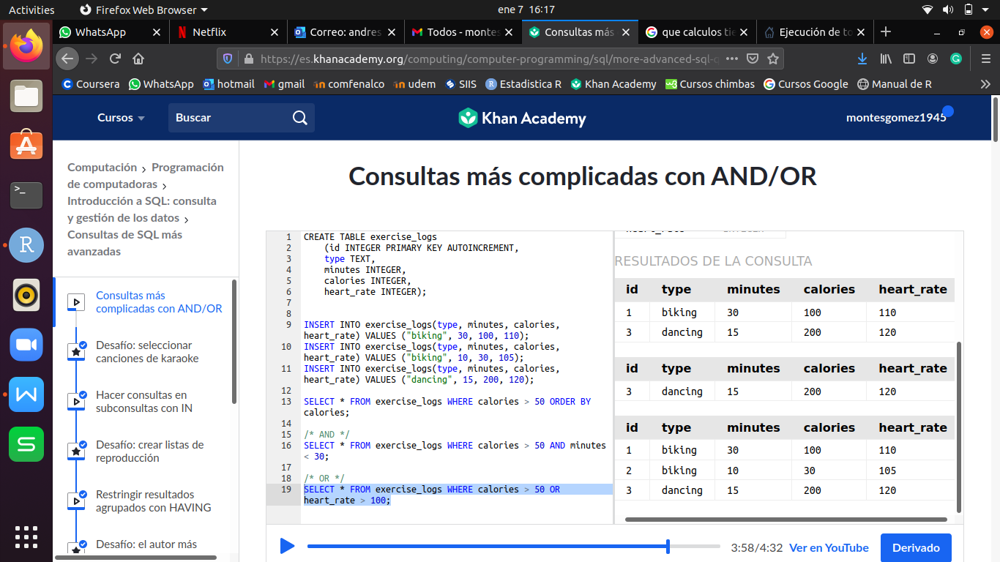 Activities
Firefox Web Browser
ene 7 16:17
WhatsApp
Netflix
Correo: andres
Todos - montes
Consultas más
que calculos tie
Ejecución de to
https://es.khanacademy.org/computing/computer-programming/sql/more-advanced-sql-q
Coursera
WhatsApp
hotmail
gmail
comfenalco
udem
SIIS
Estadistica R
Khan Academy
Cursos chimbas
Cursos Google
Manual de R
Cursos
Buscar
Khan Academy
montesgomez1945
Computación > Programación
de computadoras >
Introducción a SQL: consulta
y gestión de los datos >
Consultas de SQL más
avanzadas
Consultas más
complicadas con AND/OR
Desafío: seleccionar
canciones de karaoke
Hacer consultas en
subconsultas con IN
Desafío: crear listas de
reproducción
Restringir resultados
agrupados con HAVING
Desafío: el autor más
Consultas más complicadas con AND/OR
1 CREATE TABLE exercise_logs
2 (id INTEGER PRIMARY KEY AUTOINCREMENT,
3 type TEXT,
4 minutes INTEGER,
5 calories INTEGER,
6 heart_rate INTEGER);
7
8
9 INSERT INTO exercise_logs(type, minutes, calories,
heart_rate) VALUES ("biking", 30, 100, 110);
10 INSERT INTO exercise_logs(type, minutes, calories,
heart_rate) VALUES ("biking", 10, 30, 105);
11 INSERT INTO exercise_logs(type, minutes, calories,
heart_rate) VALUES ("dancing", 15, 200, 120);
12
13 SELECT * FROM exercise_logs WHERE calories > 50 ORDER BY
calories;
14
15 /* AND */
16 SELECT * FROM exercise_logs WHERE calories > 50 AND minutes
< 30;
17
18 /* OR */
19 SELECT * FROM exercise_logs WHERE calories > 50 OR
heart_rate > 100;
RESULTADOS DE LA CONSULTA
id type minutes calories heart_rate
1 biking 30 100 110
3 dancing 15 200 120
id type minutes calories heart_rate
3 dancing 15 200 120
id type minutes calories heart_rate
1 biking 30 100 110
2 biking 10 30 105
3 dancing 15 200 120
3:58/4:32
Ver en YouTube
Derivado